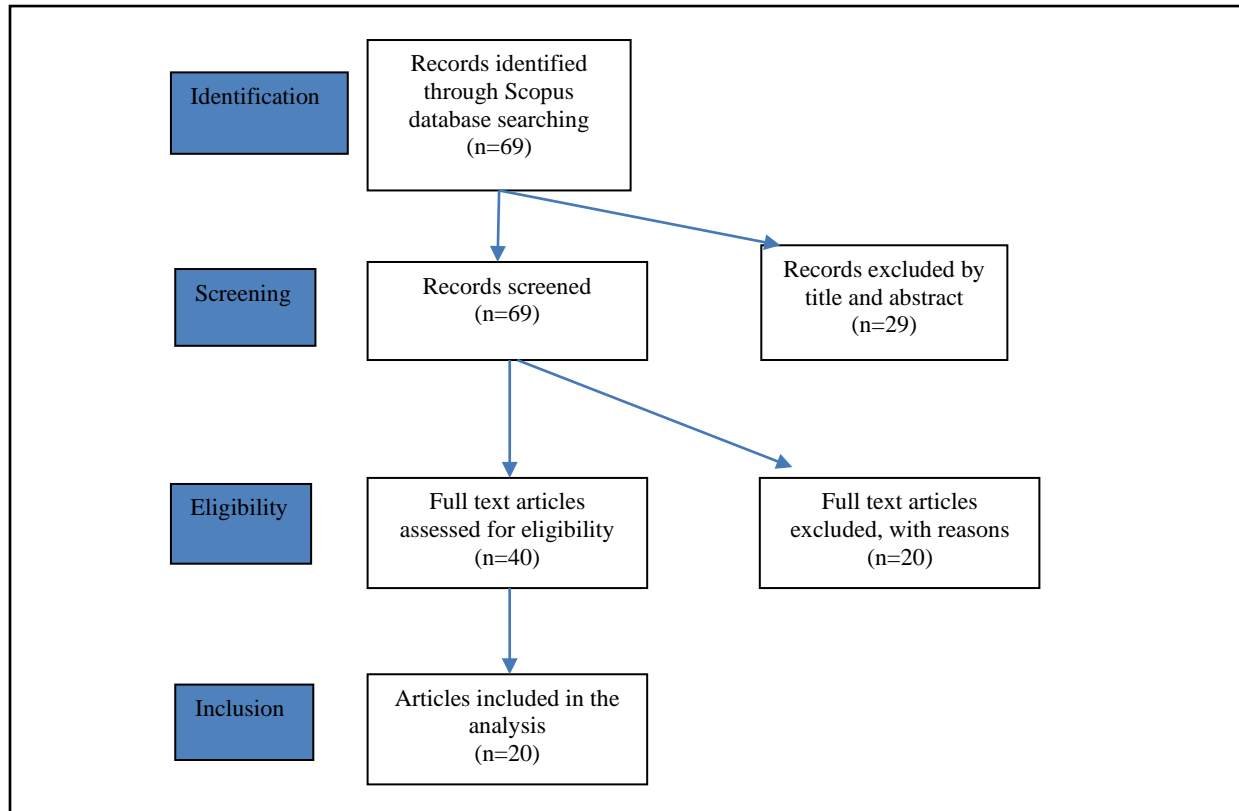 Identification
Records identified
through Scopus
database searching
(n=69)
Screening
Records screened
(n=69)
Records excluded by
title and abstract
(n=29)
Eligibility
Full text articles
assessed for eligibility
(n=40)
Full text articles
excluded, with reasons
(n=20)
Inclusion
Articles included in the
analysis
(n=20)